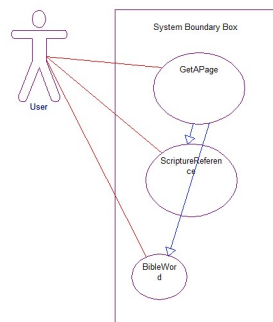 System Boundary Box
GetAPage
User
ScriptureReferen
ce
BibleWor
d